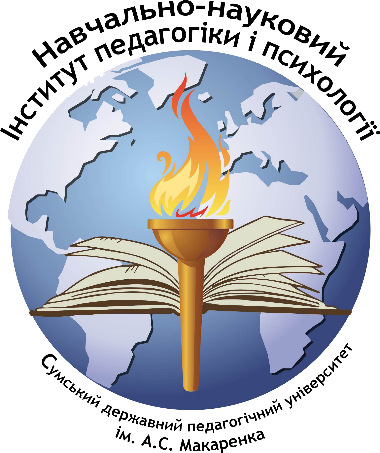 Навчально-науковий
Інститут педагогіки і психології
Сумський державний педагогічний університет
ім. А.С. Макаренка